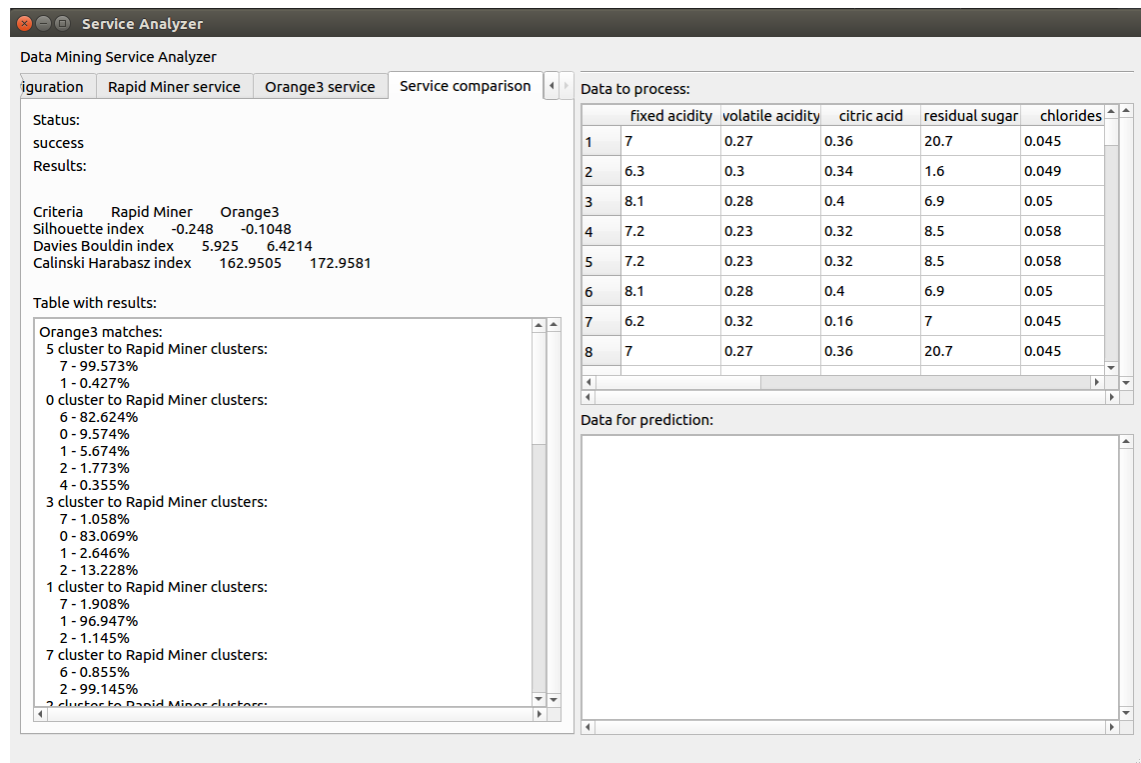 Service Analyzer
Data Mining Service Analyzer
iguration Rapid Miner service Orange3 service Service comparison
Status:
success
Results:
Criteria Rapid Miner Orange3
Silhouette index -0.248 -0.1048
Davies Bouldin index 5.925 6.4214
Calinski Harabasz index 162.9505 172.9581
Table with results:
Orange3 matches:
5 cluster to Rapid Miner clusters:
7 - 99.573%
1 - 0.427%
0 cluster to Rapid Miner clusters:
6 - 82.624%
0 - 9.574%
1 - 5.674%
2 - 1.773%
4 - 0.355%
3 cluster to Rapid Miner clusters:
7 - 1.058%
0 - 83.069%
1 - 2.646%
2 - 13.228%
1 cluster to Rapid Miner clusters:
7 - 1.908%
1 - 96.947%
2 - 1.145%
7 cluster to Rapid Miner clusters:
6 - 0.855%
2 - 99.145%
2 cluster to Rapid Miner clusters:
Data to process:
fixed acidity volatile acidity citric acid residual sugar chlorides
1 7 0.27 0.36 20.7 0.045
2 6.3 0.3 0.34 1.6 0.049
3 8.1 0.28 0.4 6.9 0.05
4 7.2 0.23 0.32 8.5 0.058
5 7.2 0.23 0.32 8.5 0.058
6 8.1 0.28 0.4 6.9 0.05
7 6.2 0.32 0.16 7 0.045
8 7 0.27 0.36 20.7 0.045
Data for prediction: